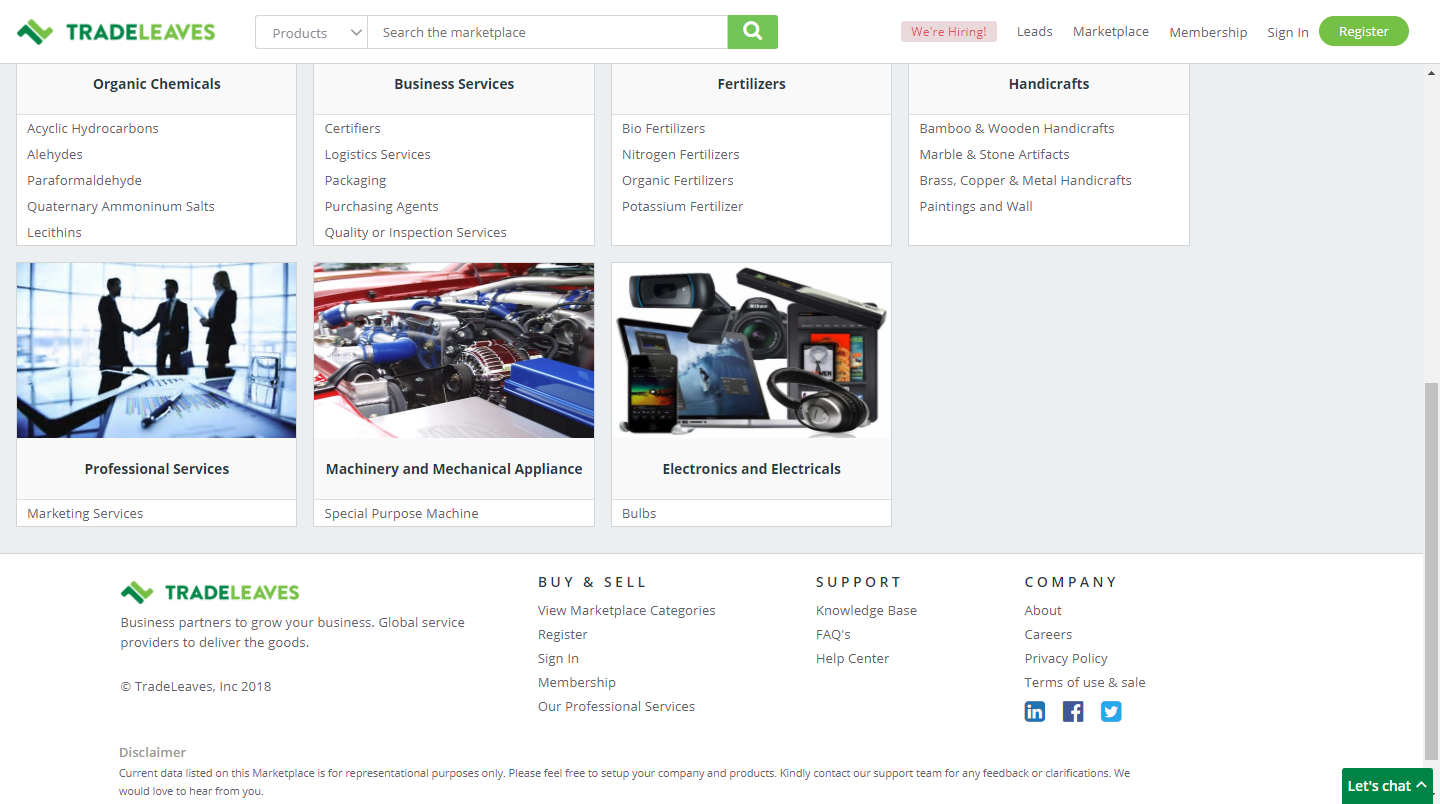 TRADELEAVES
Products
Search the marketplace
We're Hiring!
Leads
Marketplace
Membership
Sign In
Register
Organic Chemicals
Acyclic Hydrocarbons
Alehydes
Paraformaldehyde
Quaternary Ammoninum Salts
Lecithins
Business Services
Certifiers
Logistics Services
Packaging
Purchasing Agents
Quality or Inspection Services
Fertilizers
Bio Fertilizers
Nitrogen Fertilizers
Organic Fertilizers
Potassium Fertilizer
Handicrafts
Bamboo & Wooden Handicrafts
Marble & Stone Artifacts
Brass, Copper & Metal Handicrafts
Paintings and Wall
Professional Services
Marketing Services
Machinery and Mechanical Appliance
Special Purpose Machine
Nikon
Electronics and Electricals
Bulbs
TRADELEAVES
Business partners to grow your business. Global service
providers to deliver the goods.
© TradeLeaves, Inc 2018
BUY & SELL
View Marketplace Categories
Register
Sign In
Membership
Our Professional Services
SUPPORT
Knowledge Base
FAQ's
Help Center
COMPANY
About
Careers
Privacy Policy
Terms of use & sale
Disclaimer
Current data listed on this Marketplace is for representational purposes only. Please feel free to setup your company and products. Kindly contact our support team for any feedback or clarifications. We
would love to hear from you.
Let's chat